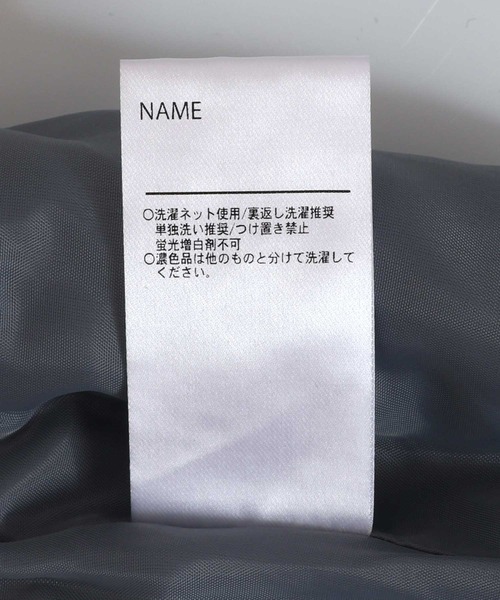 NAME
〇洗濯ネット使用/裏返し洗濯推奨
単独洗い推奨/つけ置き禁止
蛍光増白剤不可
〇濃色品は他のものと分けて洗濯して
ください。